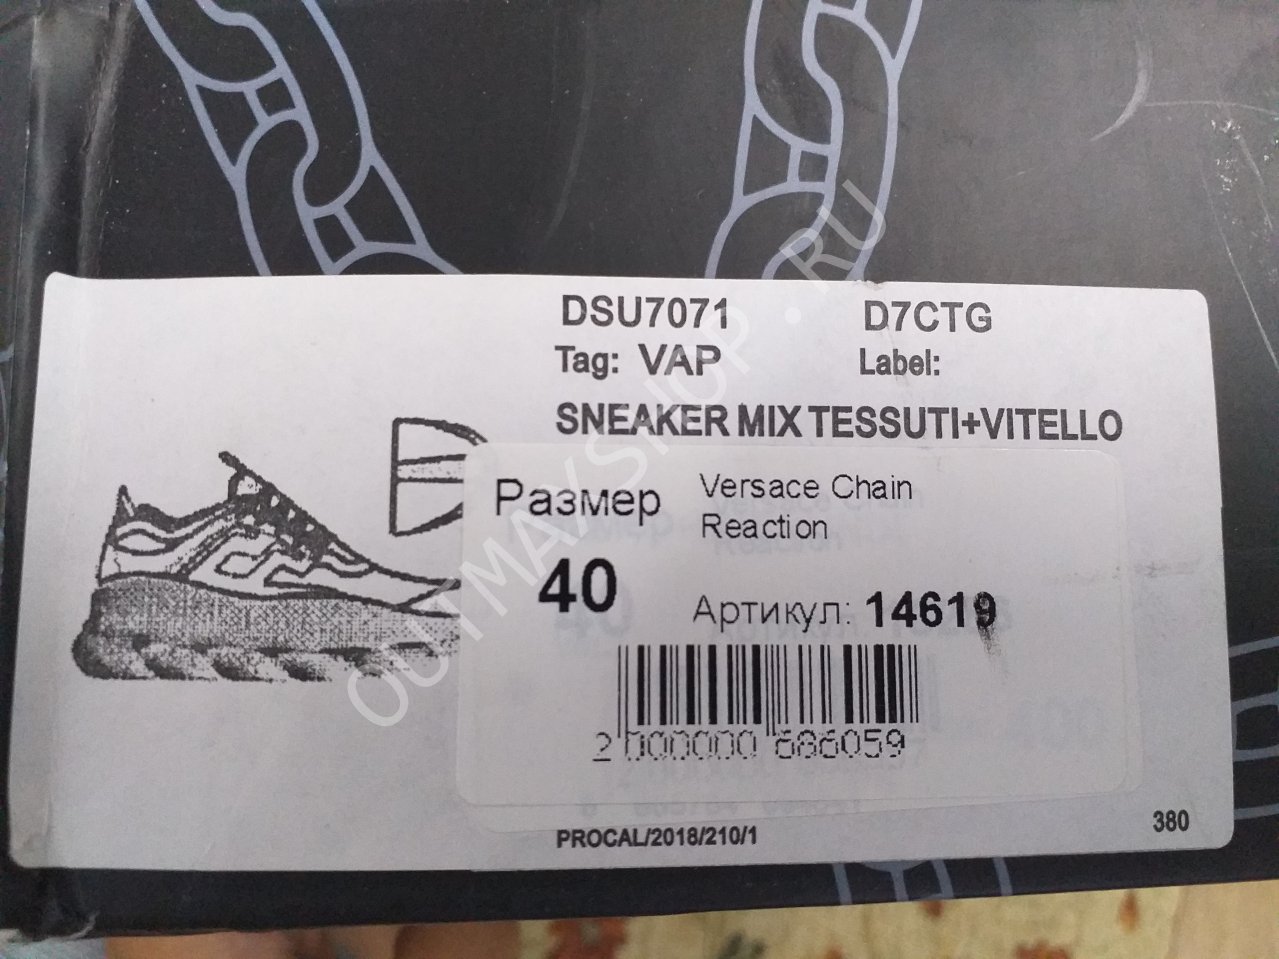 DSU7071 D7CTG
Tag: VAP Label:
SNEAKER MIX TESSUTI+VITELLO
Размер
Versace Chain
Reaction
40
Артикул: 14619
2 000000 686059
PROCAL/2018/210/1
380
OUTMAXSHOP.RU